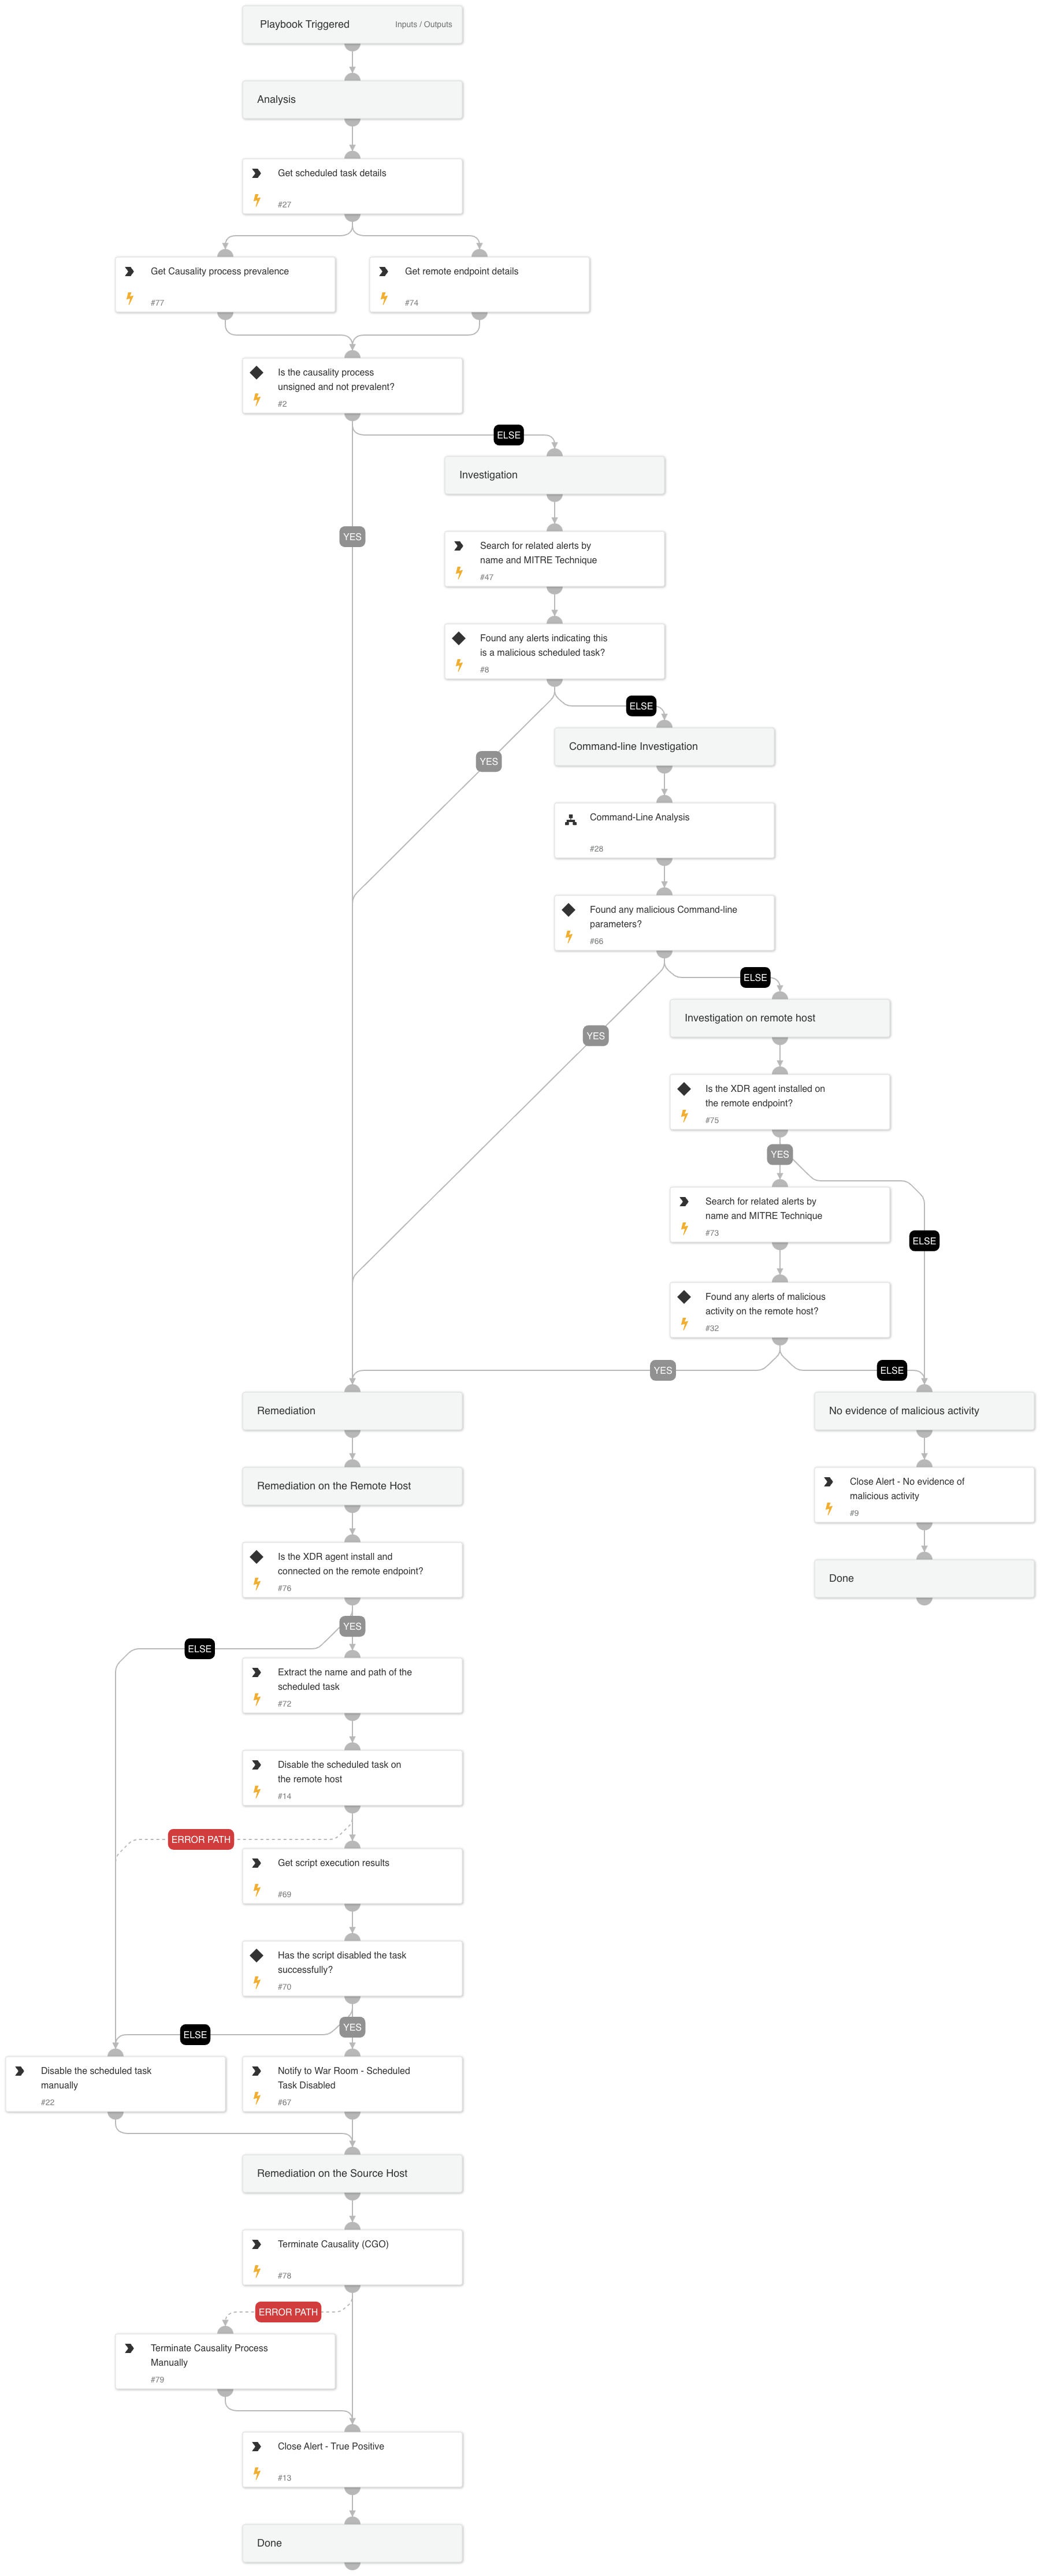 Playbook Triggered
Inputs / Outputs
Analysis
Get scheduled task details
#27
Get Causality process prevalence
#77
Get remote endpoint details
#74
Is the causality process
unsigned and not prevalent?
#2
ELSE
Investigation
YES
Search for related alerts by
name and MITRE Technique
#47
Found any alerts indicating this
is a malicious scheduled task?
#8
ELSE
Command-line Investigation
YES
Command-Line Analysis
#28
Found any malicious Command-line
parameters?
#66
ELSE
Investigation on remote host
YES
Is the XDR agent installed on
the remote endpoint?
#75
YES
Search for related alerts by
name and MITRE Technique
#73
ELSE
Found any alerts of malicious
activity on the remote host?
#32
YES
ELSE
Remediation
No evidence of malicious activity
Remediation on the Remote Host
Close Alert - No evidence of
malicious activity
#9
Is the XDR agent install and
connected on the remote endpoint?
#76
Done
YES
ELSE
Extract the name and path of the
scheduled task
#72
Disable the scheduled task on
the remote host
#14
ERROR PATH
Get script execution results
#69
Has the script disabled the task
successfully?
#70
YES
ELSE
Disable the scheduled task
manually
#22
Notify to War Room - Scheduled
Task Disabled
#67
Remediation on the Source Host
Terminate Causality (CGO)
#78
ERROR PATH
Terminate Causality Process
Manually
#79
Close Alert - True Positive
#13
Done